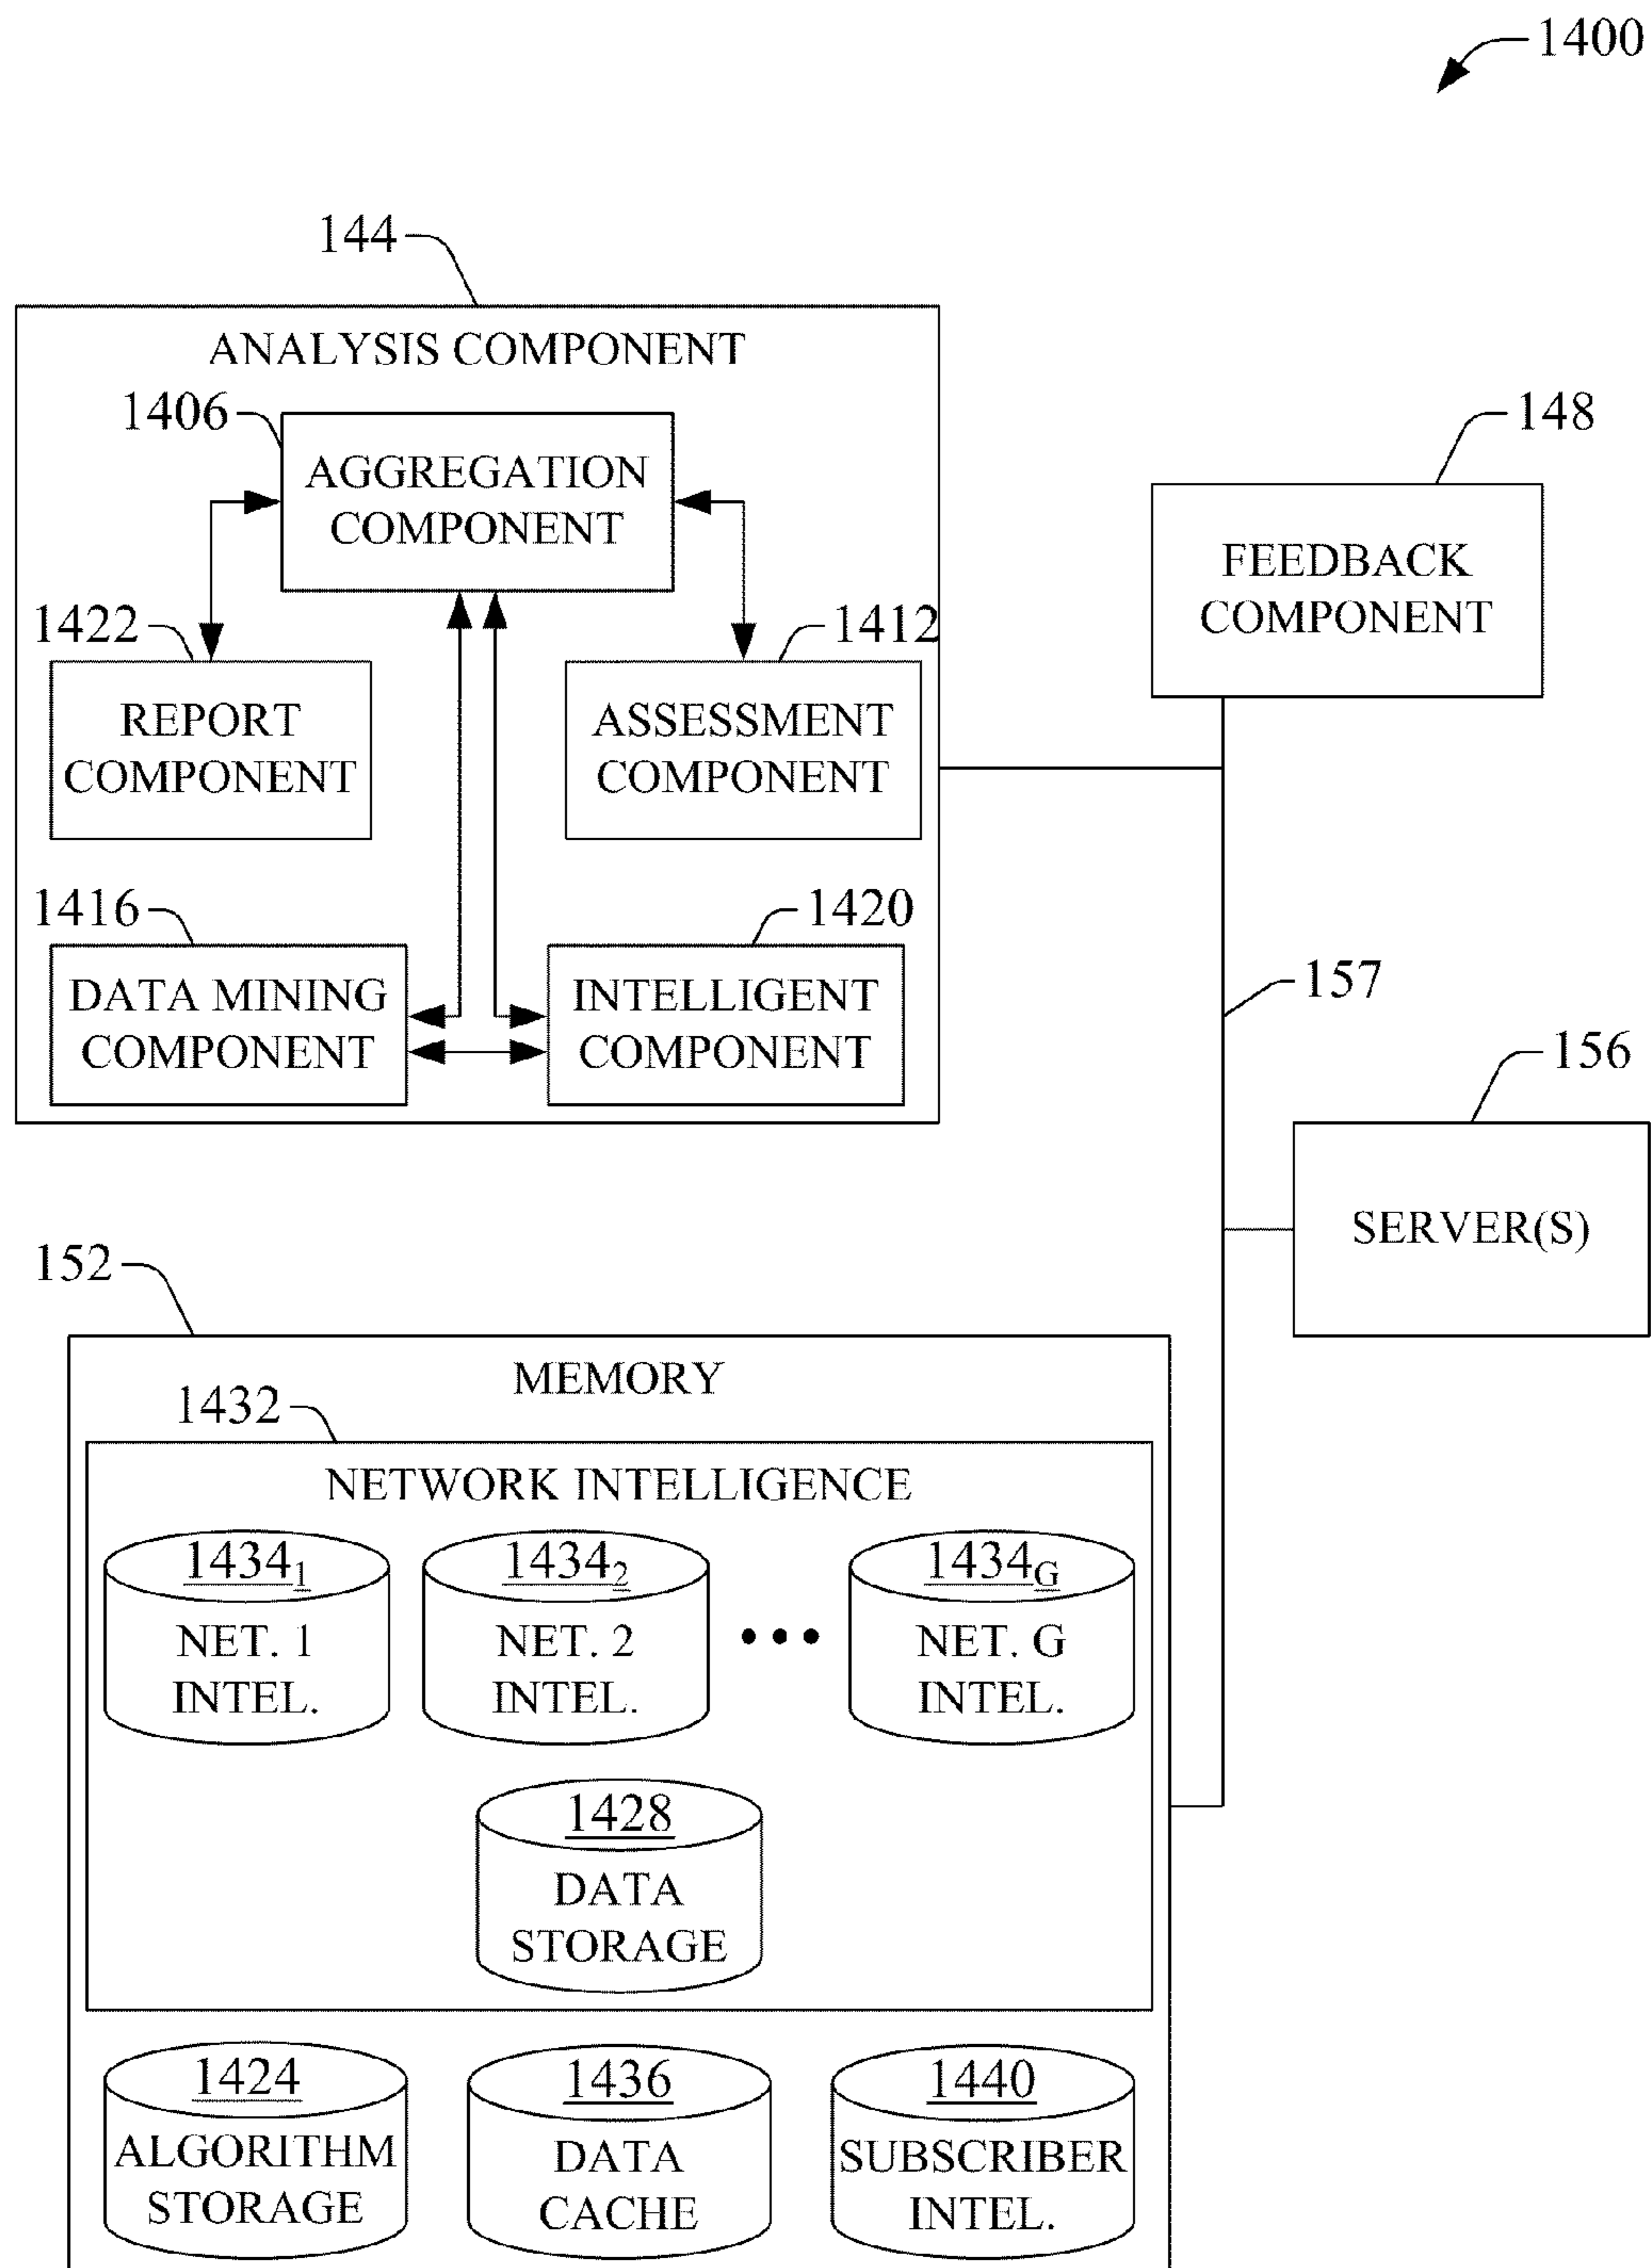 1400
144
ANALYSIS COMPONENT
1406
AGGREGATION
COMPONENT
148
FEEDBACK
COMPONENT
1422
1412
REPORT
COMPONENT
ASSESSMENT
COMPONENT
1416
1420
DATA MINING
COMPONENT
INTELLIGENT
COMPONENT
157
156
SERVER(S)
152
MEMORY
1432
NETWORK INTELLIGENCE
1434₁
NET. 1
INTEL.
1434₂
NET. 2
INTEL.
•••
1434G
NET. G
INTEL.
1428
DATA
STORAGE
1424
ALGORITHM
STORAGE
1436
DATA
CACHE
1440
SUBSCRIBER
INTEL.